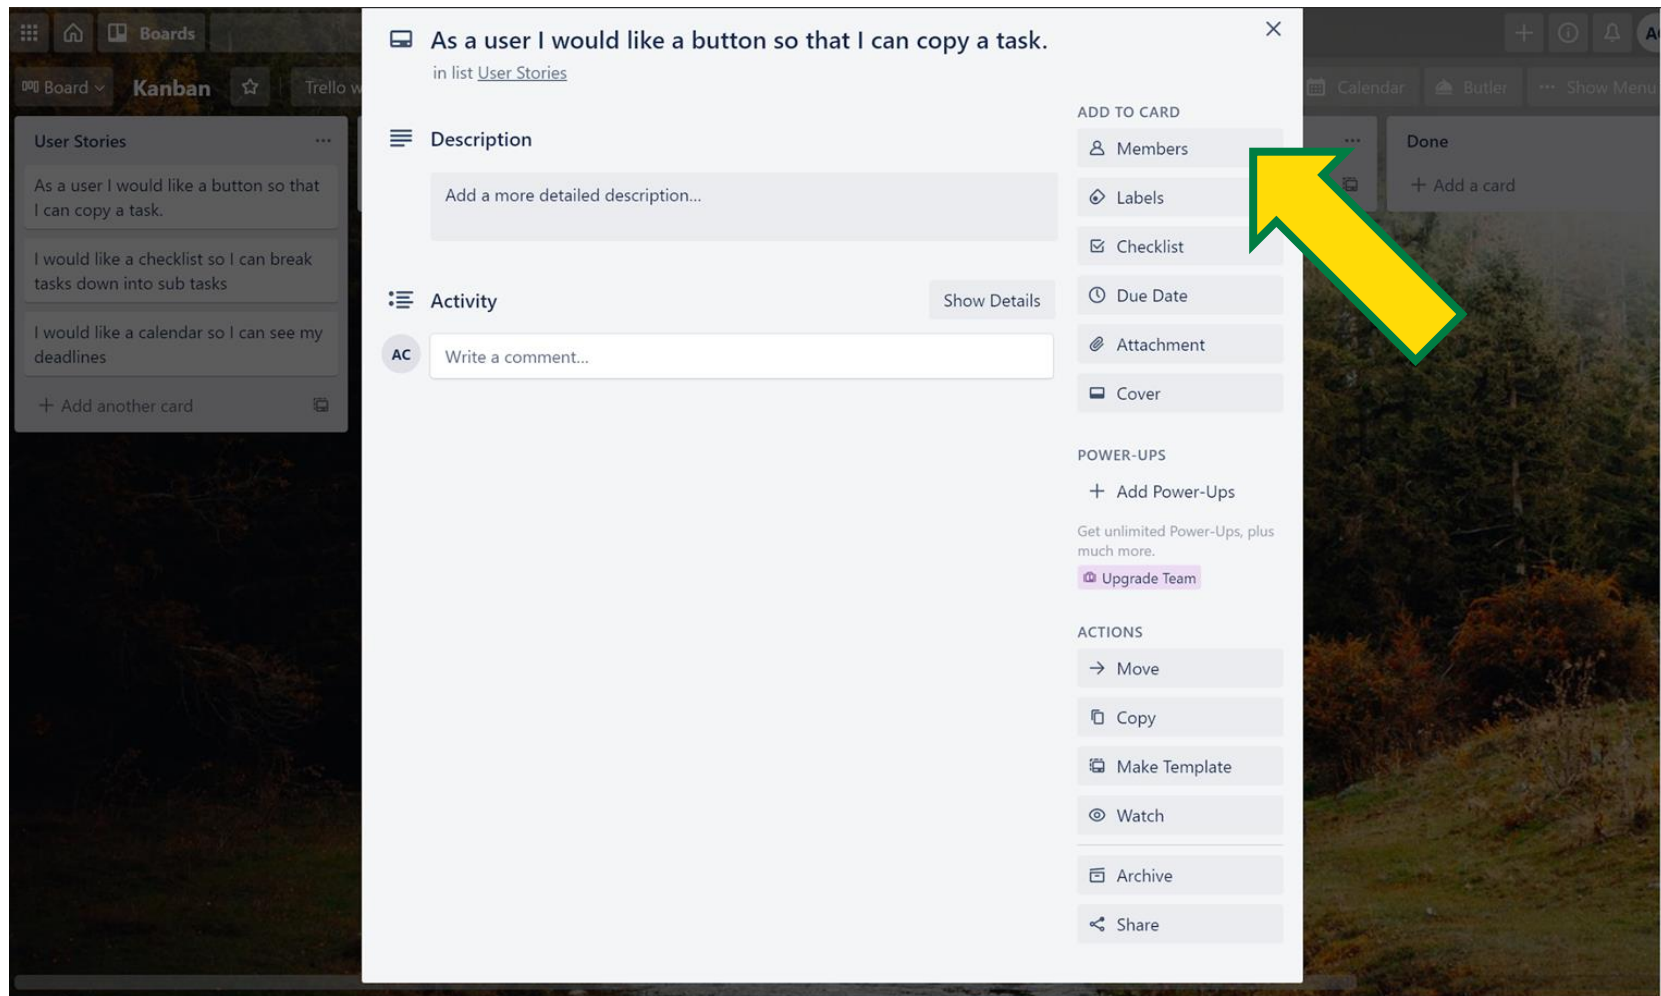 Boards
Board
Kanban
Trello w
Calendar
Butler
Show Menu
User Stories
As a user I would like a button so that
I can copy a task.
I would like a checklist so I can break
tasks down into sub tasks
I would like a calendar so I can see my
deadlines
Add another card
As a user I would like a button so that I can copy a task.
in list User Stories
Description
Add a more detailed description...
Activity
Show Details
AC
Write a comment...
ADD TO CARD
Members
Labels
Checklist
Due Date
Attachment
Cover
POWER-UPS
Add Power-Ups
Get unlimited Power-Ups, plus
much more.
Upgrade Team
ACTIONS
Move
Copy
Make Template
Watch
Archive
Share
Done
Add a card